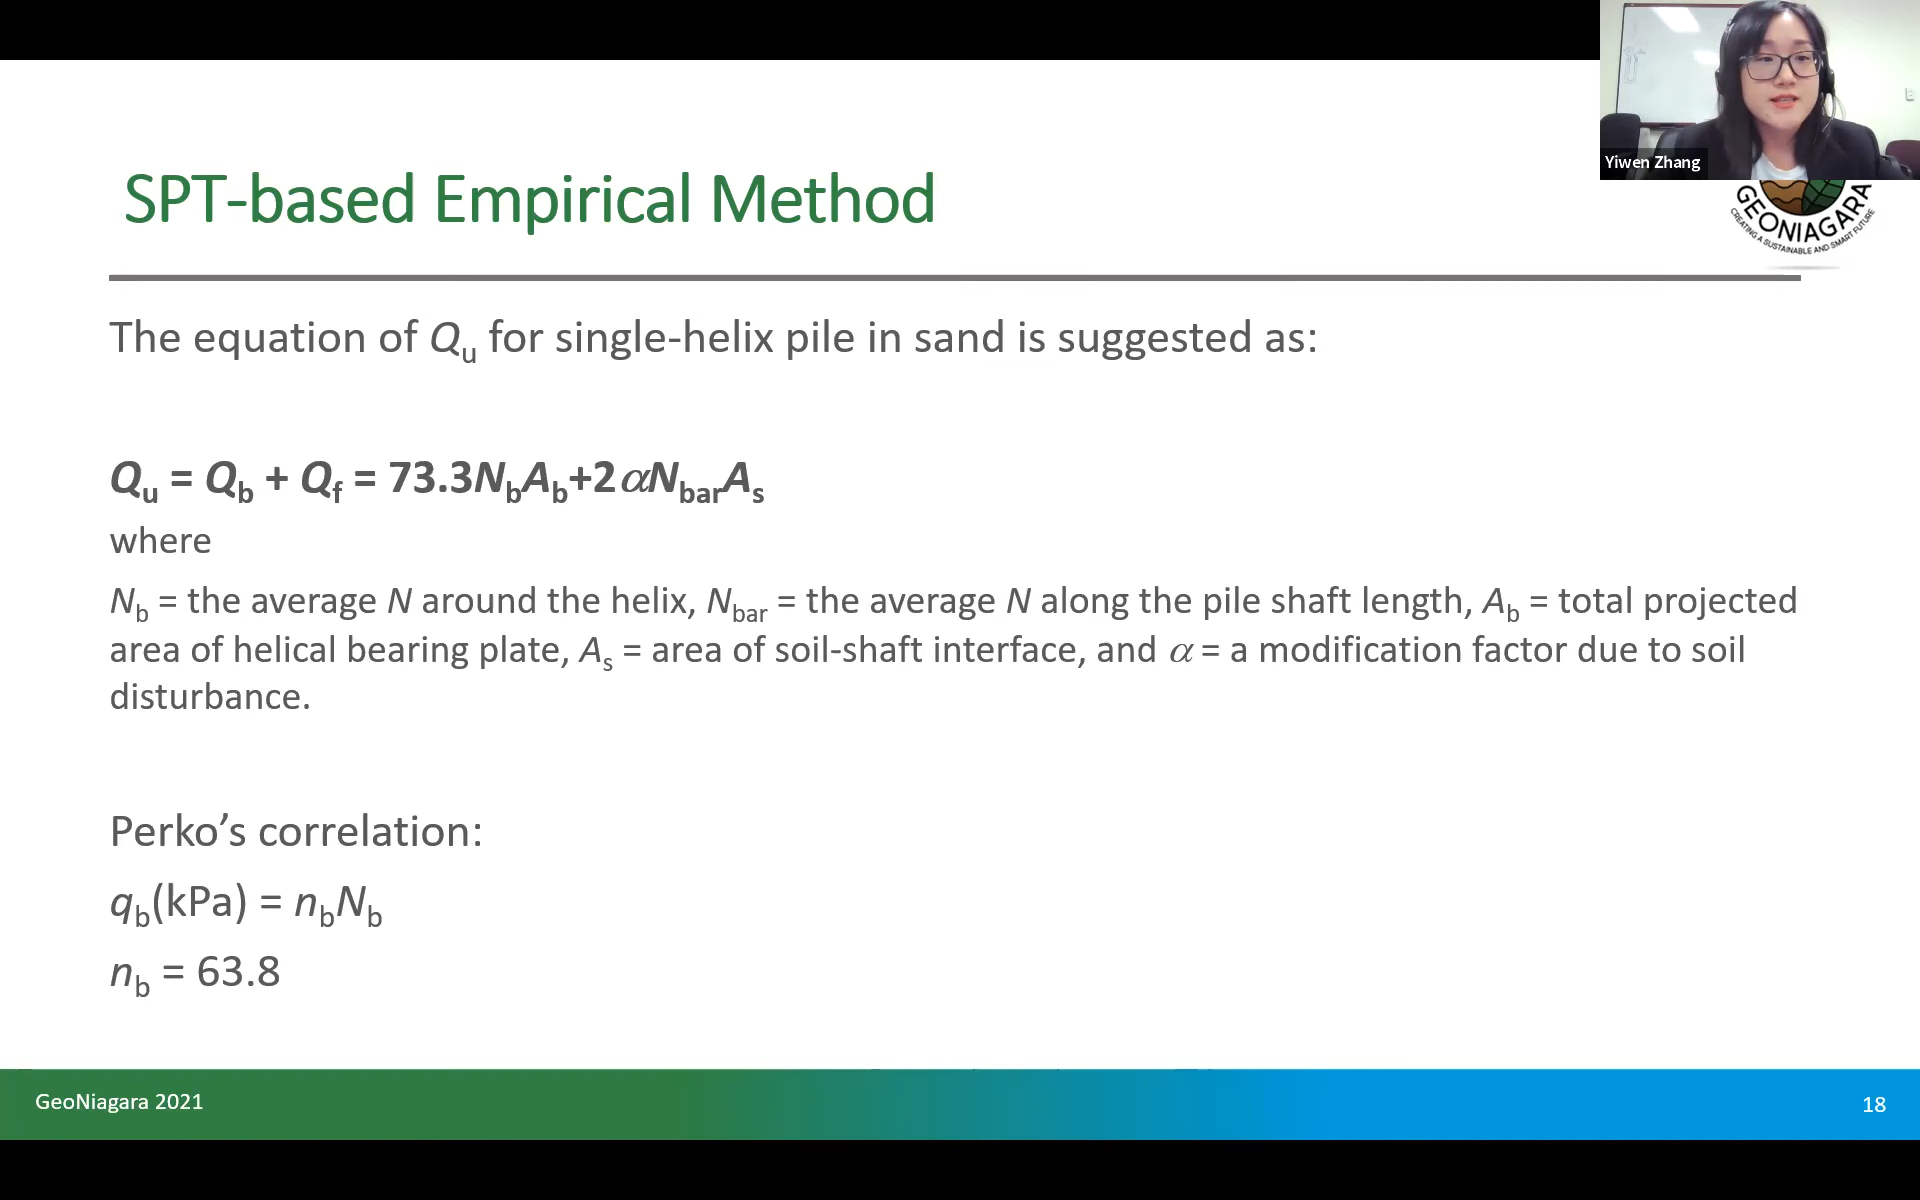 Yiwen Zhang
SPT-based Empirical Method
GEONIAGARA
CREATING A SUSTAINABLE AND SMART FUTURE
The equation of Qu for single-helix pile in sand is suggested as:
Qu = Qb + Qf = 73.3NbAb+2αNbarAs
where
Nb = the average N around the helix, Nbar = the average N along the pile shaft length, Ab = total projected
area of helical bearing plate, As = area of soil-shaft interface, and α = a modification factor due to soil
disturbance.
Perko’s correlation:
qb(kPa) = nbNb
nb = 63.8
GeoNiagara 2021
18